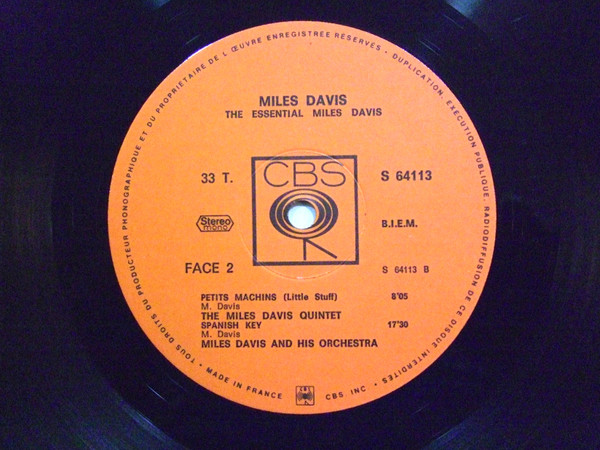 TOUS DROITS DU PRODUCTEUR PHONOGRAPHIQUE ET DU PROPRIETAIRE DE L'ŒUVRE ENREGISTRÉE RÉSERVÉS • DUPLICATION, EXÉCUTION PUBLIQUE, RADIODIFFUSION DE CE DISQUE INTERDITES •
MILES DAVIS
THE ESSENTIAL MILES DAVIS
33 T.
CBS
S 64113
Stereo
mono
B.I.E.M.
FACE 2
S 64113 B
PETITS MACHINS (Little Stuff) 8'05
M. Davis
THE MILES DAVIS QUINTET
SPANISH KEY 17'30
M. Davis
MILES DAVIS AND HIS ORCHESTRA
• MADE IN FRANCE
CBS
CBS, INC. •